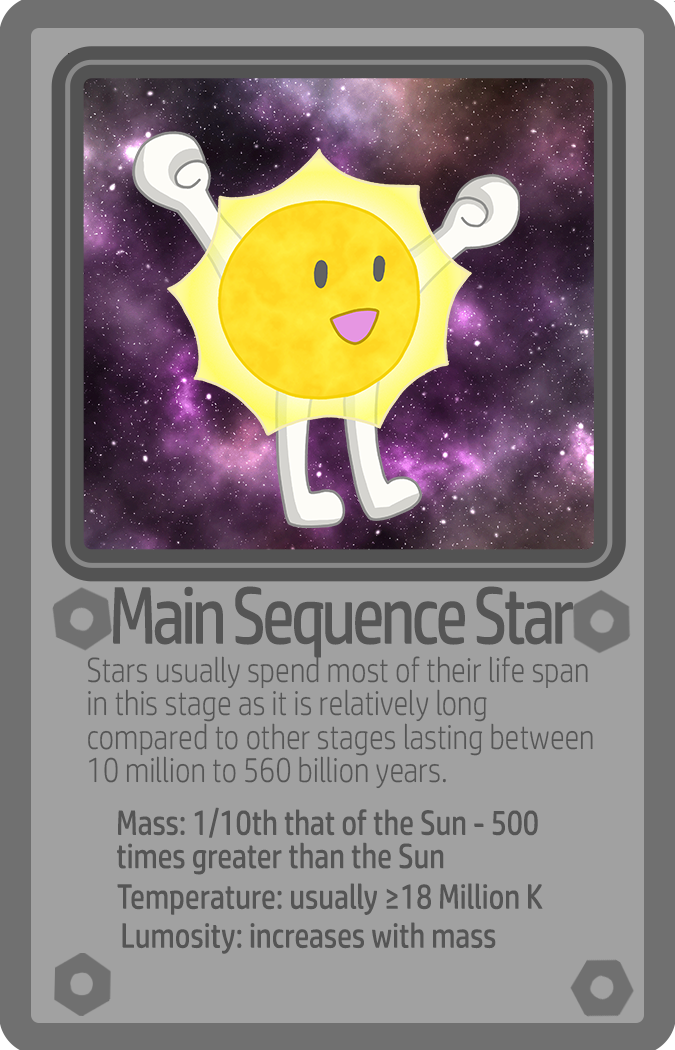 Main Sequence Star
Stars usually spend most of their life span
in this stage as it is relatively long
compared to other stages lasting between
10 million to 560 billion years.
Mass: 1/10th that of the Sun - 500
times greater than the Sun
Temperature: usually ≥18 Million K
Lumosity: increases with mass